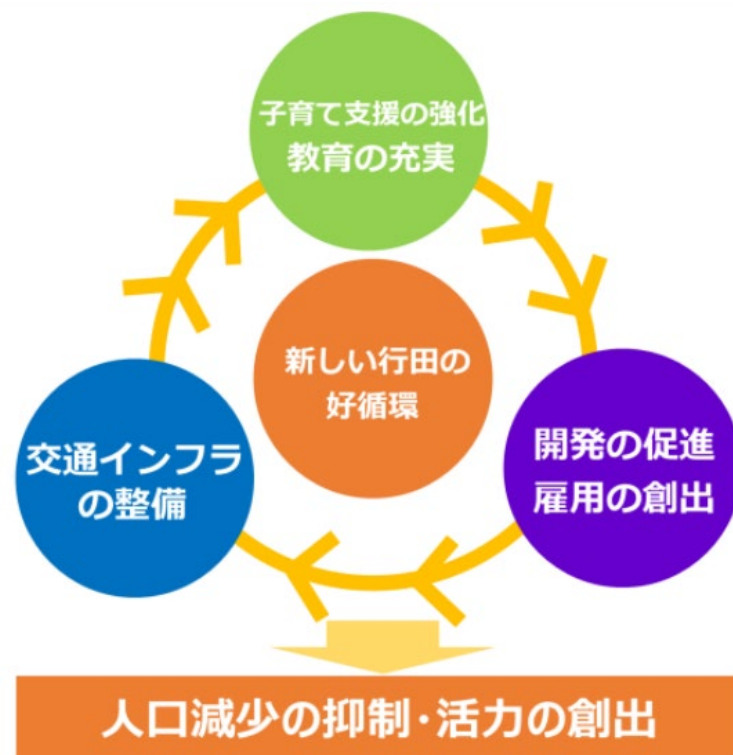 子育て支援の強化
教育の充実
新しい行田の
好循環
交通インフラ
の整備
開発の促進
雇用の創出
人口減少の抑制・活力の創出